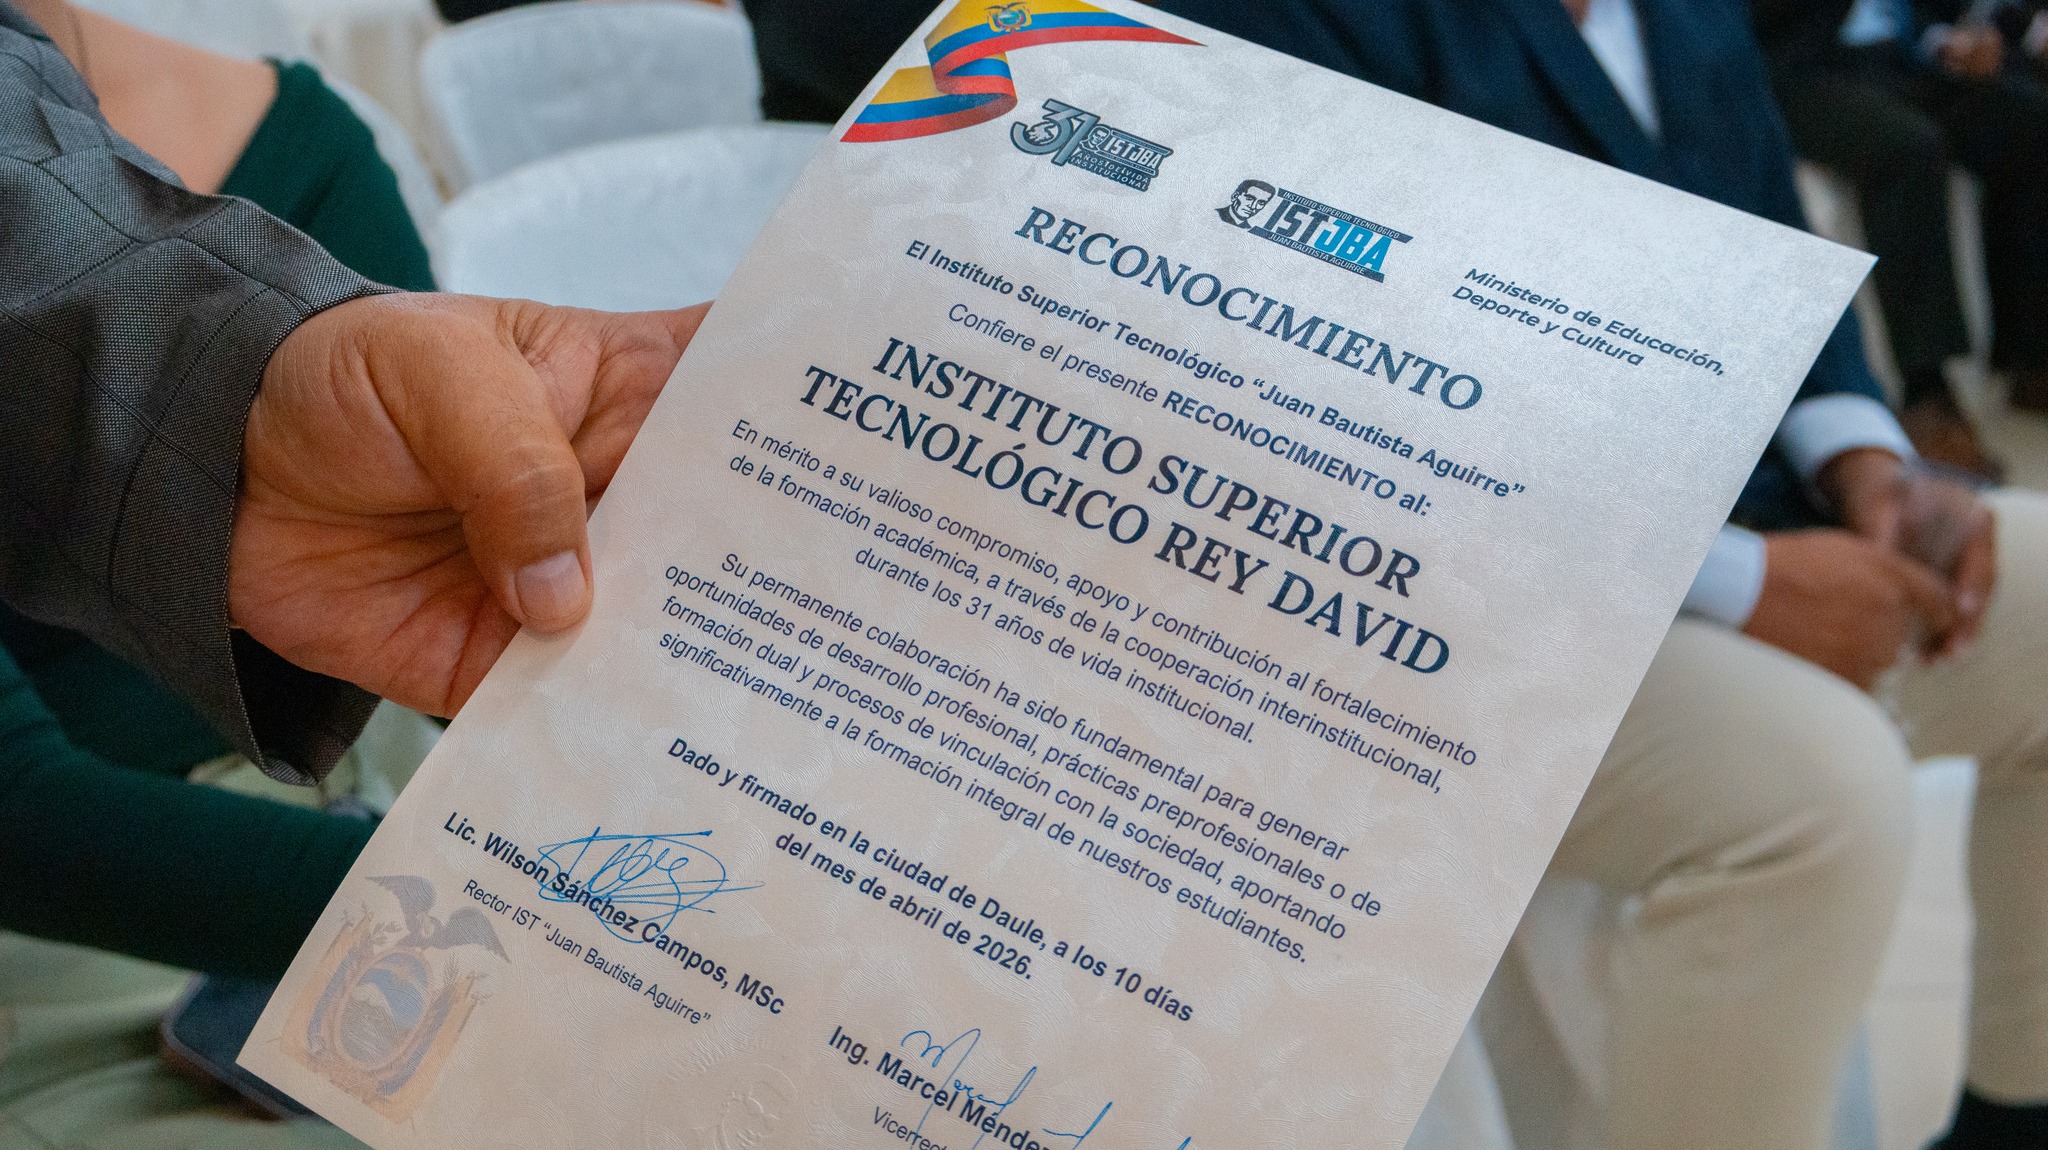 31 ISTJBA
AÑOS DE VIDA
INSTITUCIONAL
INSTITUTO SUPERIOR TECNOLÓGICO
ISTJBA
JUAN BAUTISTA AGUIRRE
Ministerio de Educación,
Deporte y Cultura
RECONOCIMIENTO
El Instituto Superior Tecnológico “Juan Bautista Aguirre”
Confiere el presente RECONOCIMIENTO al:
INSTITUTO SUPERIOR
TECNOLÓGICO REY DAVID
En mérito a su valioso compromiso, apoyo y contribución al fortalecimiento
de la formación académica, a través de la cooperación interinstitucional,
durante los 31 años de vida institucional.
Su permanente colaboración ha sido fundamental para generar
oportunidades de desarrollo profesional, prácticas preprofesionales o de
formación dual y procesos de vinculación con la sociedad, aportando
significativamente a la formación integral de nuestros estudiantes.
Dado y firmado en la ciudad de Daule, a los 10 días
del mes de abril de 2026.
Lic. Wilson Sánchez Campos, MSc
Rector IST “Juan Bautista Aguirre”
Ing. Marcel Ménde
Vicerrect